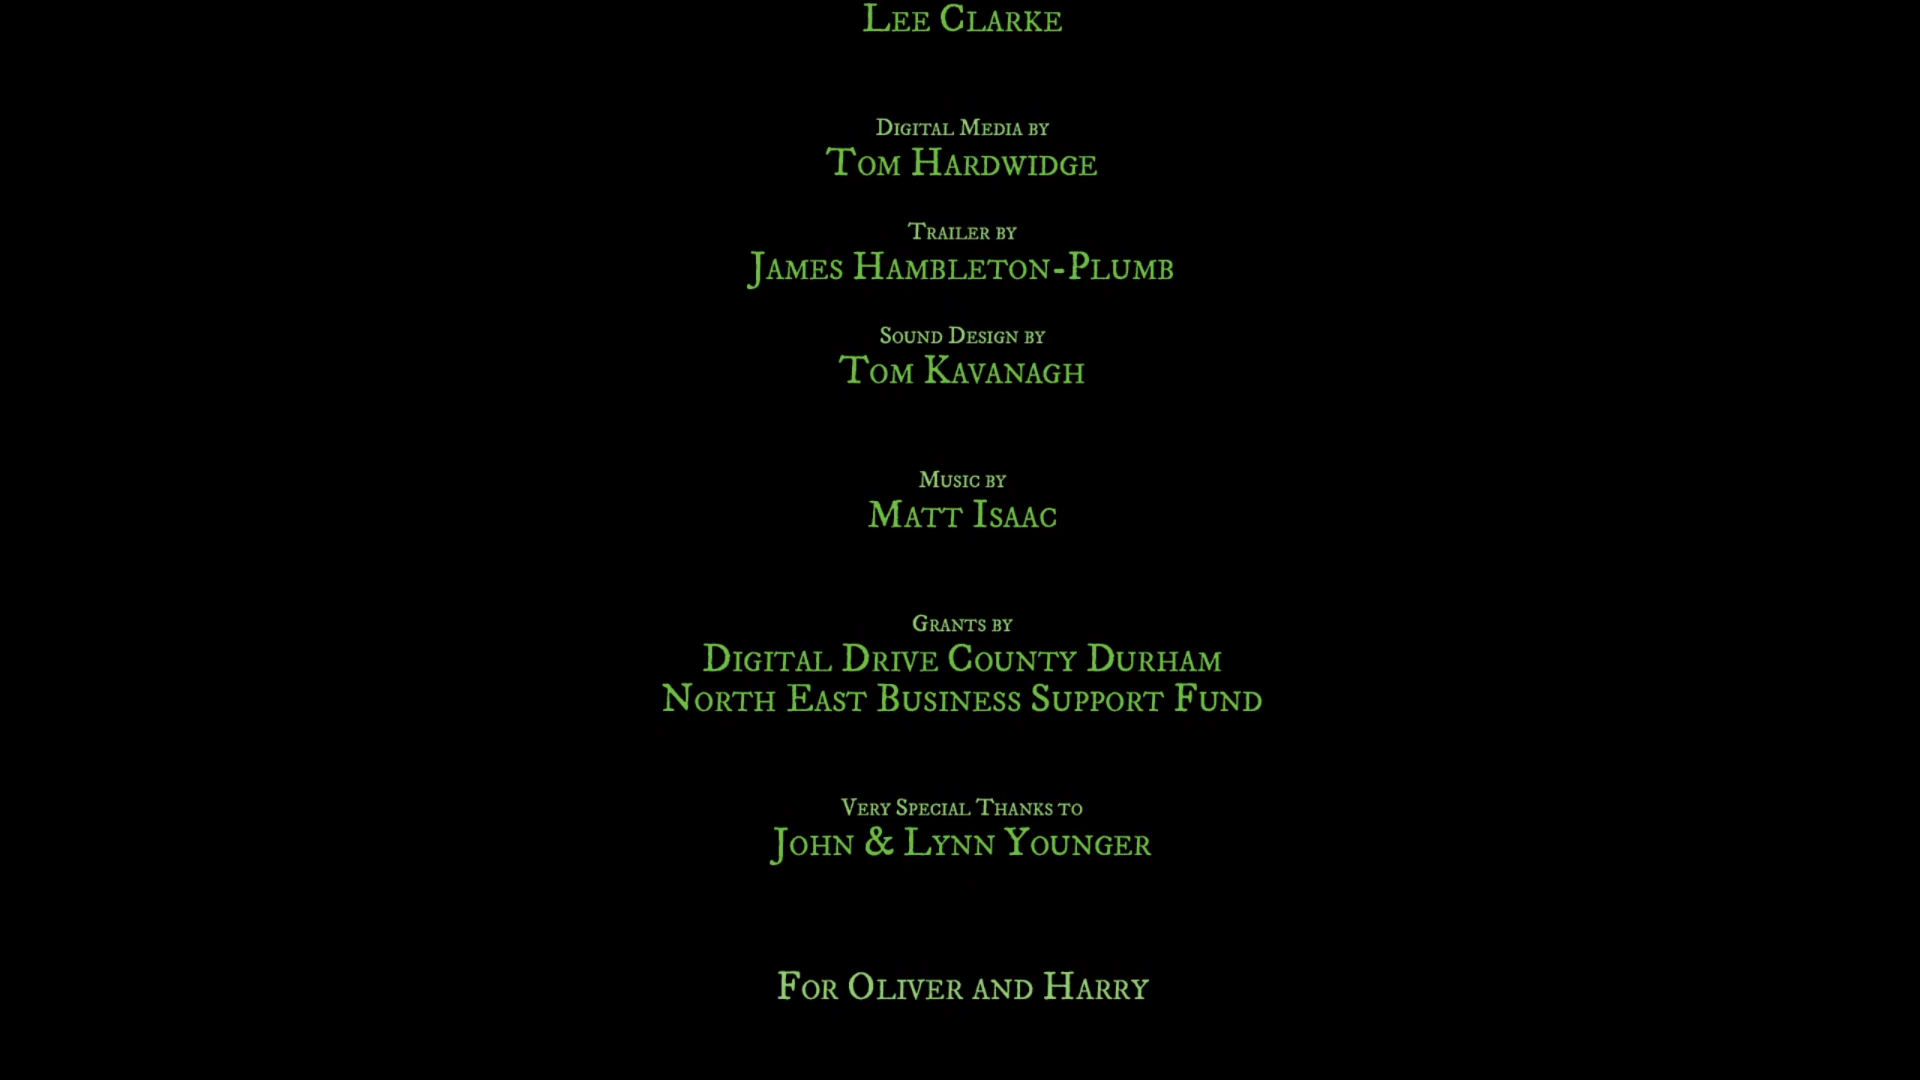 Lee Clarke
Digital Media by
Tom Hardwidge
Trailer by
James Hambleton-Plumb
Sound Design by
Tom Kavanagh
Music by
Matt Isaac
Grants by
Digital Drive County Durham
North East Business Support Fund
Very Special Thanks to
John & Lynn Younger
For Oliver and Harry